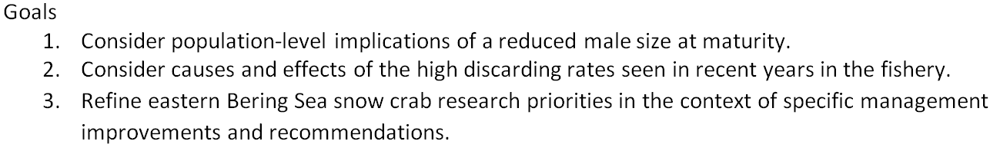 Goals
1. Consider population-level implications of a reduced male size at maturity.
2. Consider causes and effects of the high discarding rates seen in recent years in the fishery.
3. Refine eastern Bering Sea snow crab research priorities in the context of specific management
improvements and recommendations.